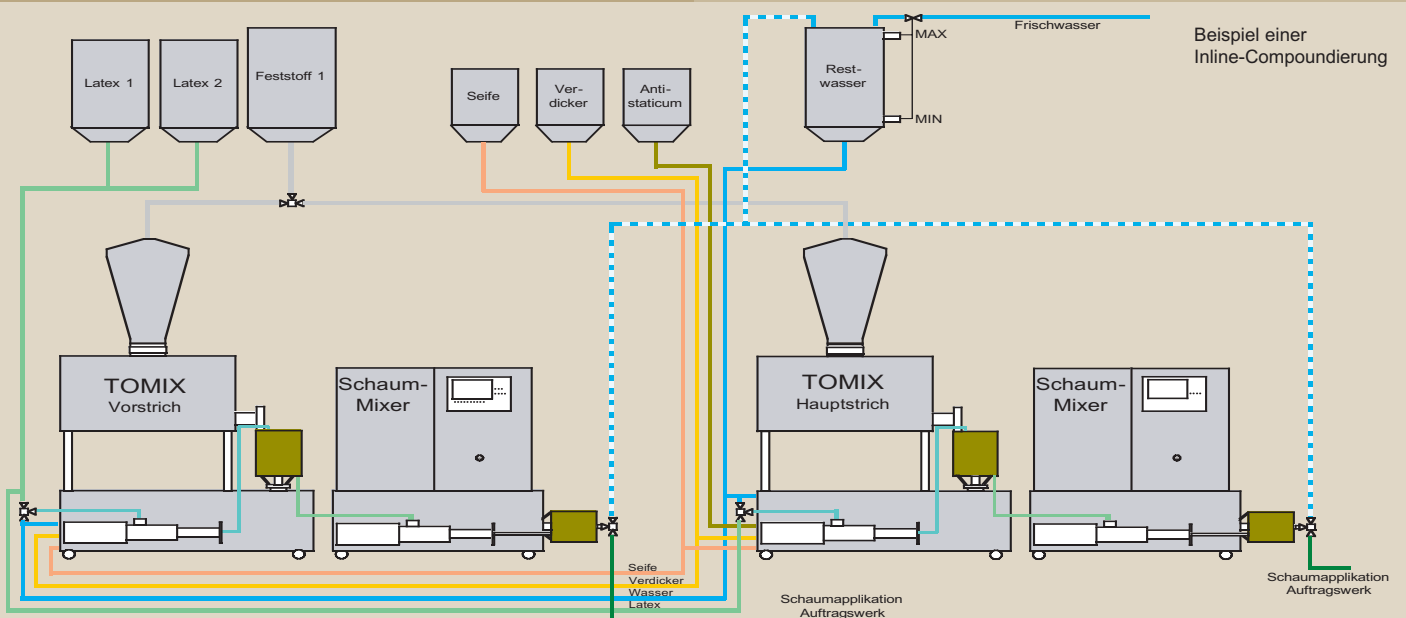 Frischwasser
Beispiel einer
Inline-Compoundierung
MAX
MIN
Latex 1
Latex 2
Feststoff 1
Seife
Ver-
dicker
Anti-
staticum
Rest-
wasser
TOMIX
Vorstrich
Schaum-
Mixer
TOMIX
Hauptstrich
Schaum-
Mixer
Seife
Verdicker
Wasser
Latex
Schaumapplikation
Auftragswerk
Schaumapplikation
Auftragswerk